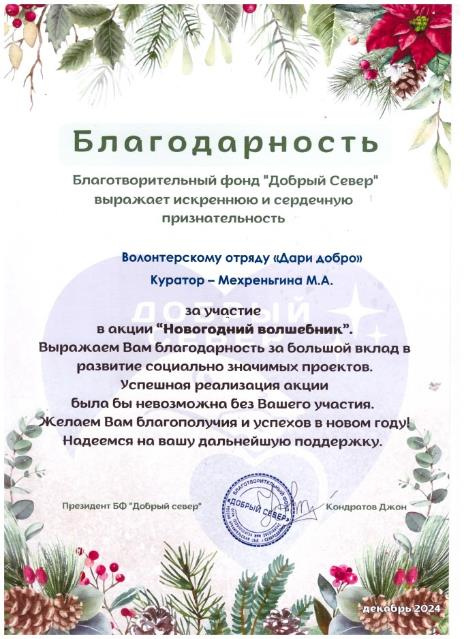 Благодарность
Благотворительный фонд "Добрый Север"
выражает искреннюю и сердечную
признательность
Волонтерскому отряду «Дари добро»
Куратор – Мехреньгина М.А.
за участие
в акции “Новогодний волшебник”.
Выражаем Вам благодарность за большой вклад в
развитие социально значимых проектов.
Успешная реализация акции
была бы невозможна без Вашего участия.
Желаем Вам благополучия и успехов в новом году!
Надеемся на вашу дальнейшую поддержку.
ДОБРЫЙ
СЕВЕР
Президент БФ "Добрый север"
БЛАГОТВОРИТЕЛЬНЫЙ ФОНД
«ДОБРЫЙ СЕВЕР»
Кондратов Джон
декабрь 2024